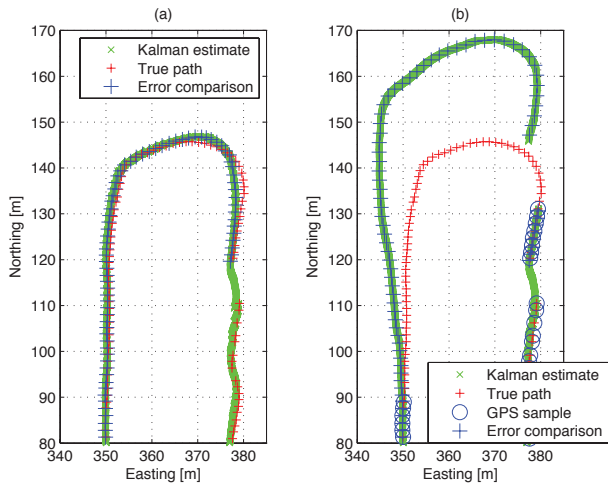 (a)
170
160
150
140
130
120
110
100
90
80
340
350
360
370
380
Northing [m]
Easting [m]
Kalman estimate
True path
Error comparison
(b)
170
160
150
140
130
120
110
100
90
80
340
350
360
370
380
Northing [m]
Easting [m]
Kalman estimate
True path
GPS sample
Error comparison